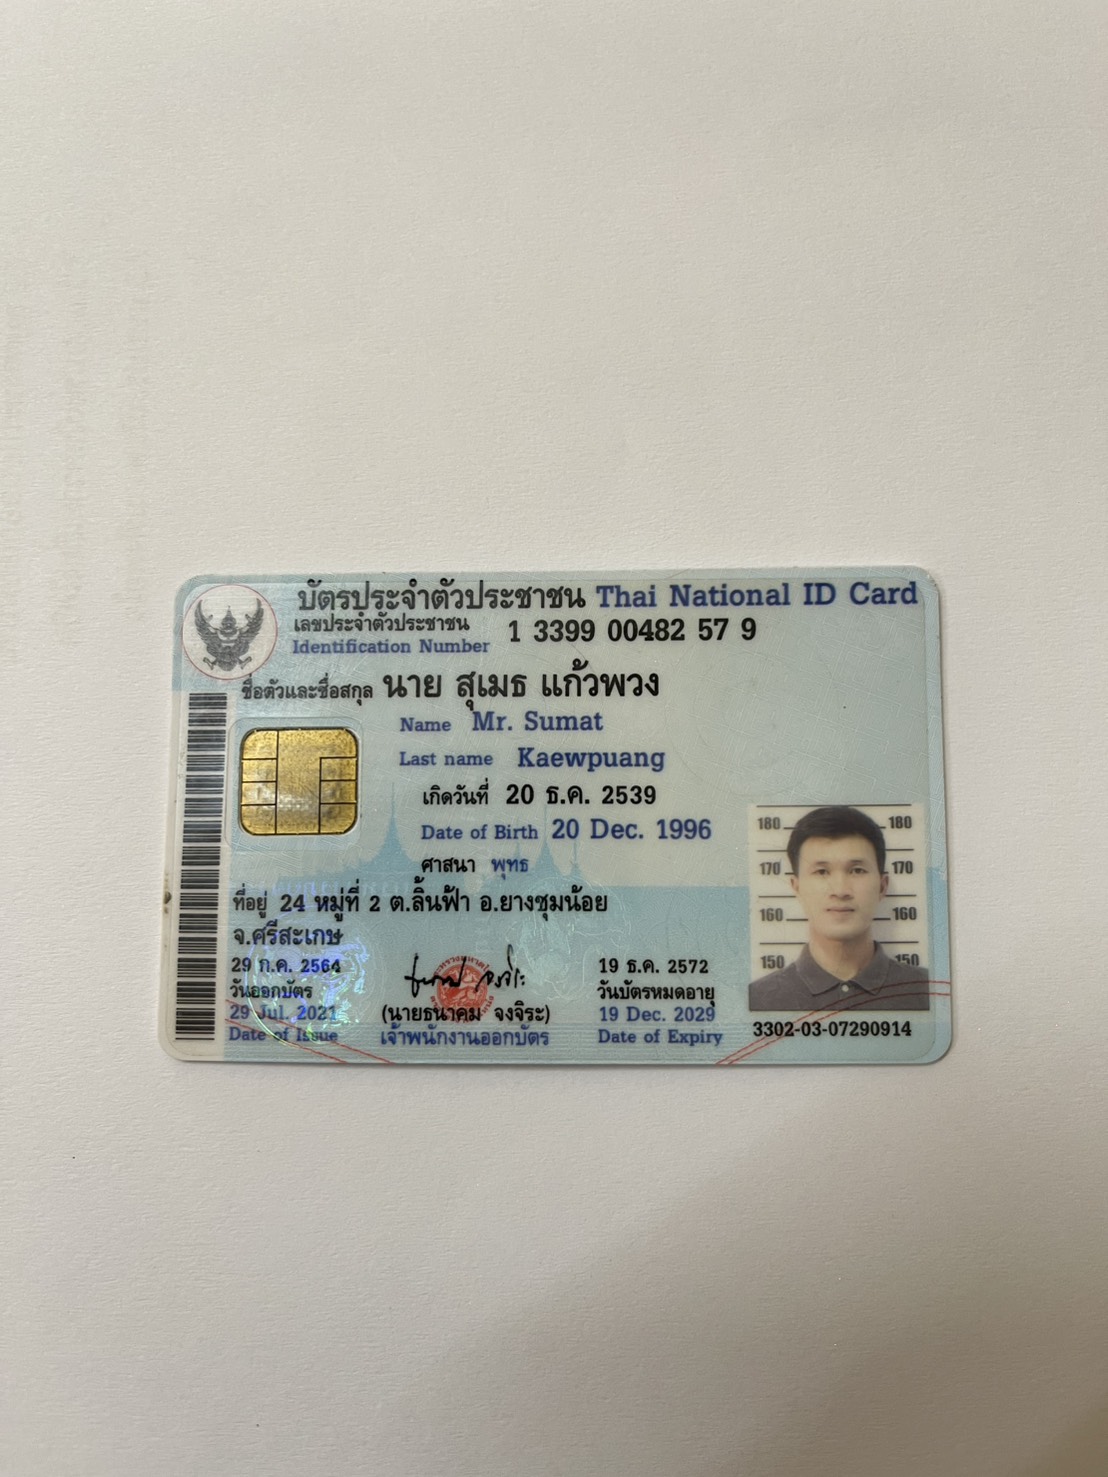 บัตรประจำตัวประชาชน Thai National ID Card
เลขประจำตัวประชาชน
Identification Number
1 3399 00482 57 9
ชื่อตัวและชื่อสกุล นาย สุเมธ แก้วพวง
Name Mr. Sumat
Last name Kaewpuang
เกิดวันที่ 20 ธ.ค. 2539
Date of Birth 20 Dec. 1996
ศาสนา พุทธ
ที่อยู่ 24 หมู่ที่ 2 ต.ลิ้นฟ้า อ.ยางชุมน้อย
จ.ศรีสะเกษ
29 ก.ค. 2564
วันออกบัตร
29 Jul. 2021
Date of Issue
(นายธนาคม จงจิระ)
เจ้าพนักงานออกบัตร
19 ธ.ค. 2572
วันบัตรหมดอายุ
19 Dec. 2029
Date of Expiry
180 180
170 170
160 160
150 150
3302-03-07290914